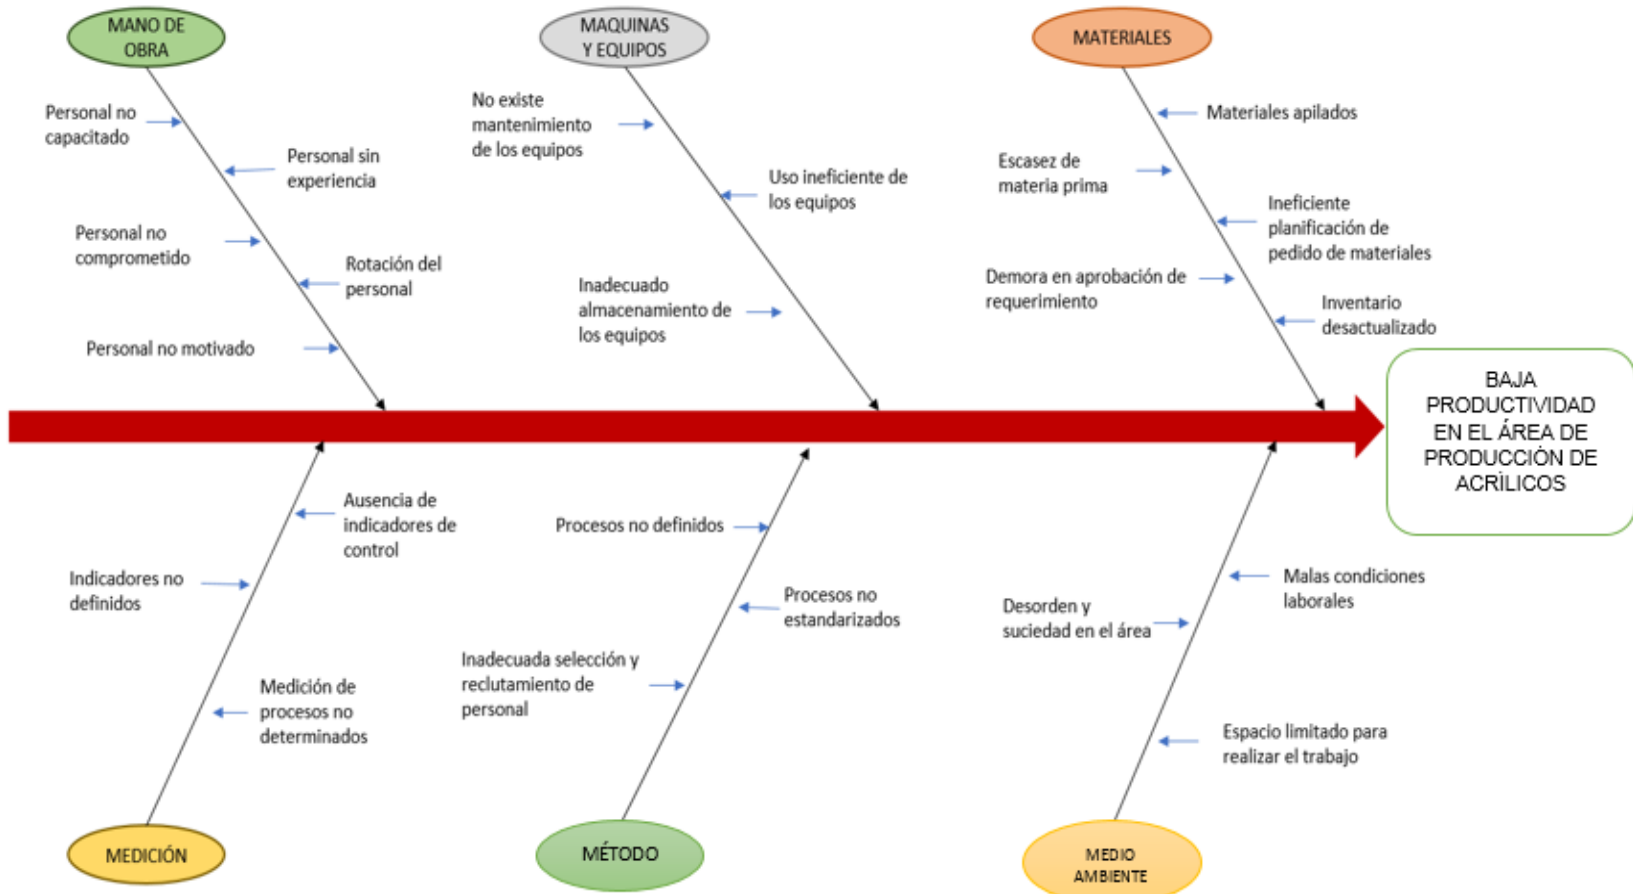 MANO DE
OBRA
MAQUINAS
Y EQUIPOS
MATERIALES
Personal no
capacitado
Personal sin
experiencia
Personal no
comprometido
Rotación del
personal
Personal no motivado
No existe
mantenimiento
de los equipos
Uso ineficiente de
los equipos
Inadecuado
almacenamiento de
los equipos
Materiales apilados
Escasez de
materia prima
Ineficiente
planificación de
pedido de materiales
Demora en aprobación de
requerimiento
Inventario
desactualizado
BAJA
PRODUCTIVIDAD
EN EL ÁREA DE
PRODUCCIÓN DE
ACRÍLICOS
Ausencia de
indicadores de
control
Indicadores no
definidos
Medición de
procesos no
determinados
Procesos no definidos
Procesos no
estandarizados
Inadecuada selección y
reclutamiento de
personal
Malas condiciones
laborales
Desorden y
suciedad en el área
Espacio limitado para
realizar el trabajo
MEDICIÓN
MÉTODO
MEDIO
AMBIENTE